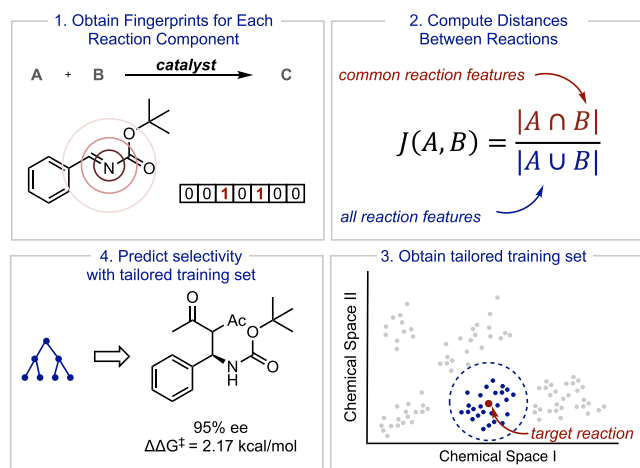 1. Obtain Fingerprints for Each
Reaction Component
A + B catalyst C
O
N
O
0 0 1 0 1 0 0
2. Compute Distances
Between Reactions
common reaction features
J(A, B) = |A ∩ B|
|A ∪ B|
all reaction features
4. Predict selectivity
with tailored training set
O
Ac
O
N
H
O
95% ee
ΔΔG‡ = 2.17 kcal/mol
3. Obtain tailored training set
Chemical Space II
target reaction
Chemical Space I